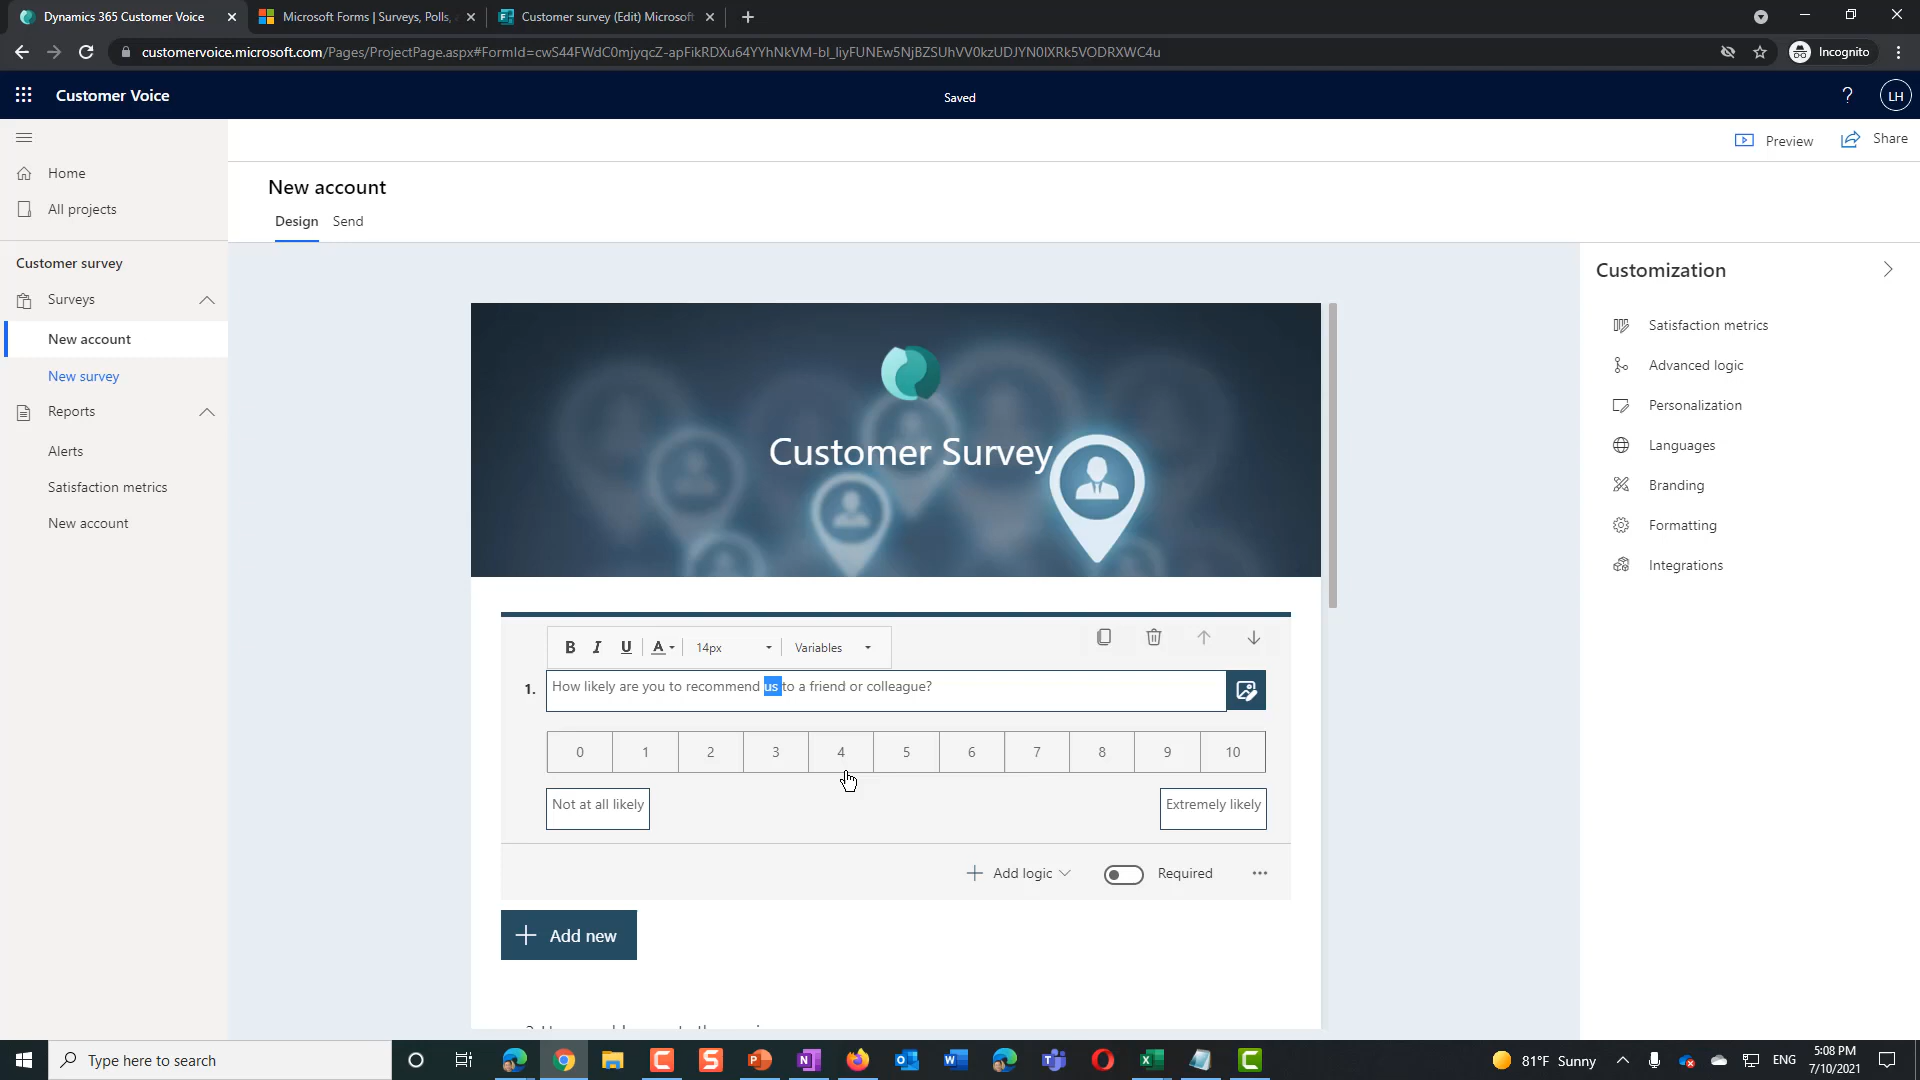 Dynamics 365 Customer Voice
Microsoft Forms | Surveys, Polls,
Customer survey (Edit) Microsoft
customervoice.microsoft.com/Pages/ProjectPage.aspx#FormId=cwS44FWdC0mjyqcZ-apFikRDXu64YYhNkVM-bl_IiyFUNEw5NjBZSUhVV0kzUDJYN0lXRk5VODRXWC4u
Incognito
Customer Voice
Saved
?
LH
Preview
Share
Home
All projects
New account
Design
Send
Customer survey
Surveys
New account
New survey
Reports
Alerts
Satisfaction metrics
New account
Customer Survey
B I U A
14px
Variables
1. How likely are you to recommend us to a friend or colleague?
0 1 2 3 4 5 6 7 8 9 10
Not at all likely
Extremely likely
Add logic
Required
Add new
Customization
Satisfaction metrics
Advanced logic
Personalization
Languages
Branding
Formatting
Integrations
Type here to search
81°F Sunny
ENG
5:08 PM
7/10/2021